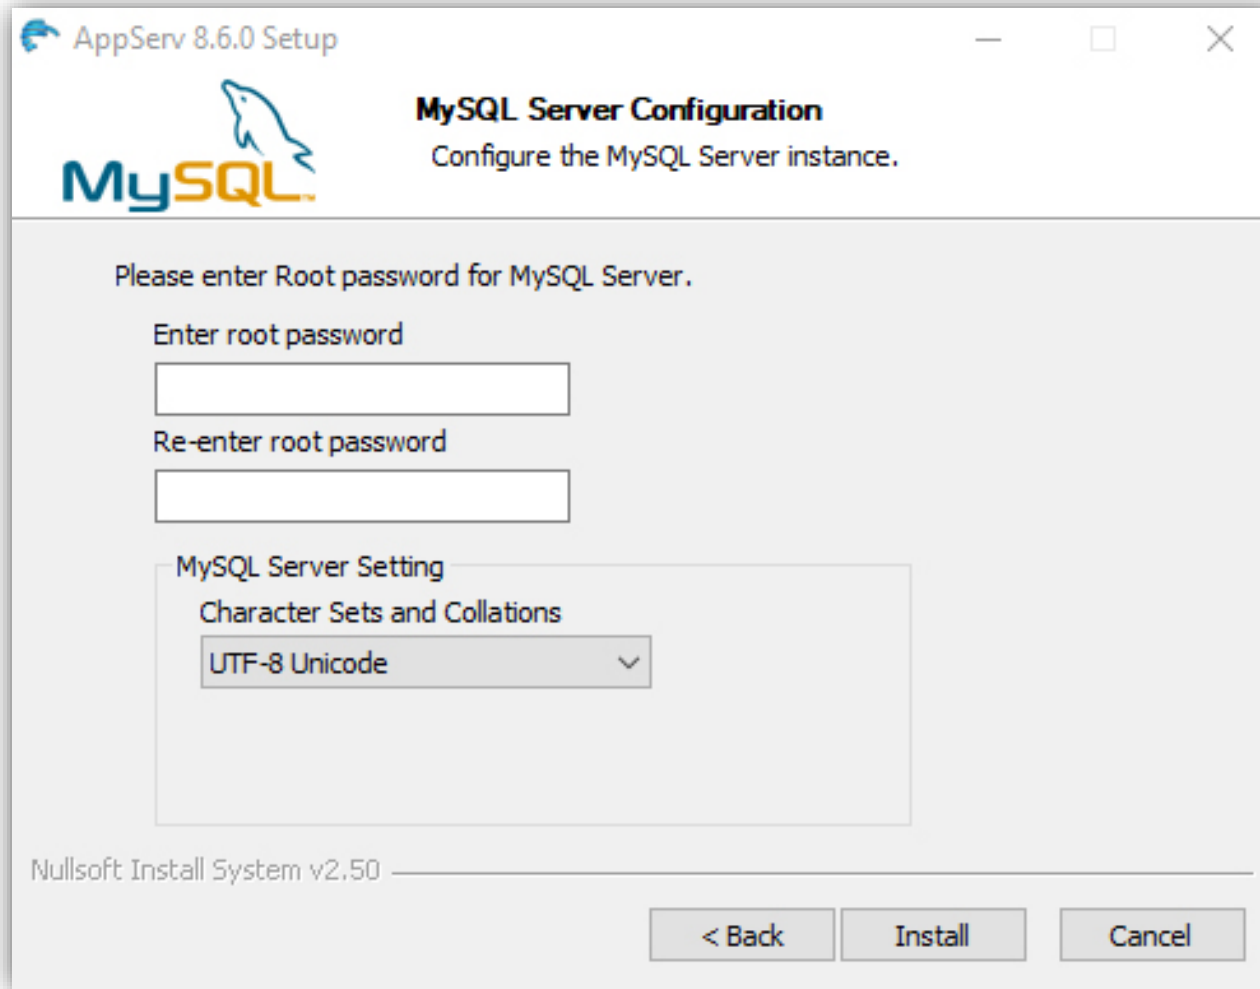 AppServ 8.6.0 Setup
MySQL™
MySQL Server Configuration
Configure the MySQL Server instance.
Please enter Root password for MySQL Server.
Enter root password
Re-enter root password
MySQL Server Setting
Character Sets and Collations
UTF-8 Unicode
Nullsoft Install System v2.50
< Back
Install
Cancel